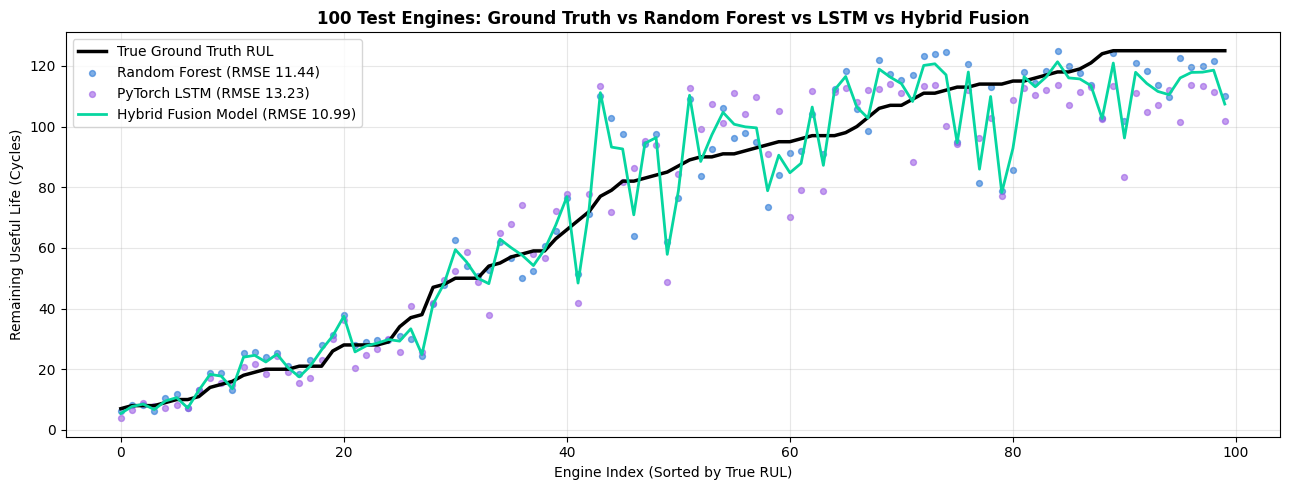 100 Test Engines: Ground Truth vs Random Forest vs LSTM vs Hybrid Fusion
True Ground Truth RUL
Random Forest (RMSE 11.44)
PyTorch LSTM (RMSE 13.23)
Hybrid Fusion Model (RMSE 10.99)
Remaining Useful Life (Cycles)
120
100
80
60
40
20
0
0 20 40 60 80 100
Engine Index (Sorted by True RUL)